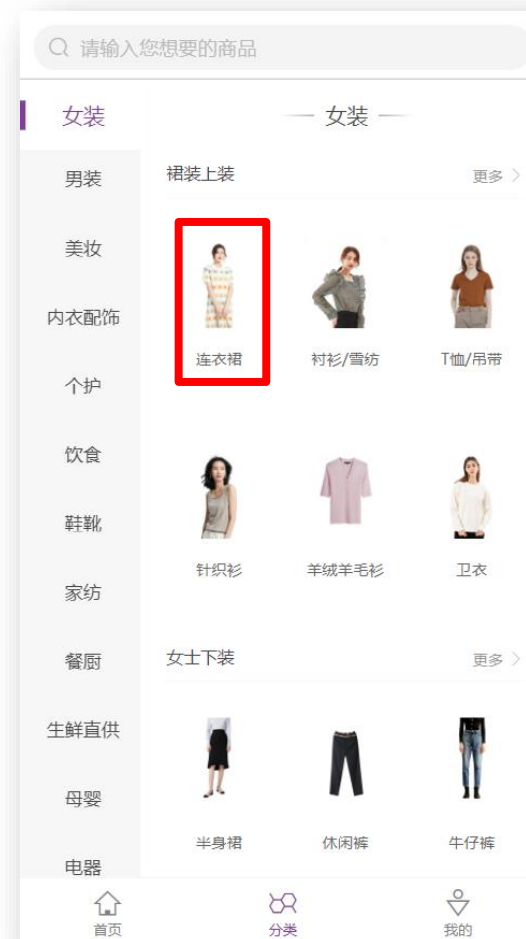 请输入您想要的商品
女装
男装
美妆
内衣配饰
个护
饮食
鞋靴
家纺
餐厨
生鲜直供
母婴
电器
女装
裙装上装
更多
连衣裙
衬衫/雪纺
T恤/吊带
针织衫
羊绒羊毛衫
卫衣
女士下装
更多
半身裙
休闲裤
牛仔裤
首页
分类
我的